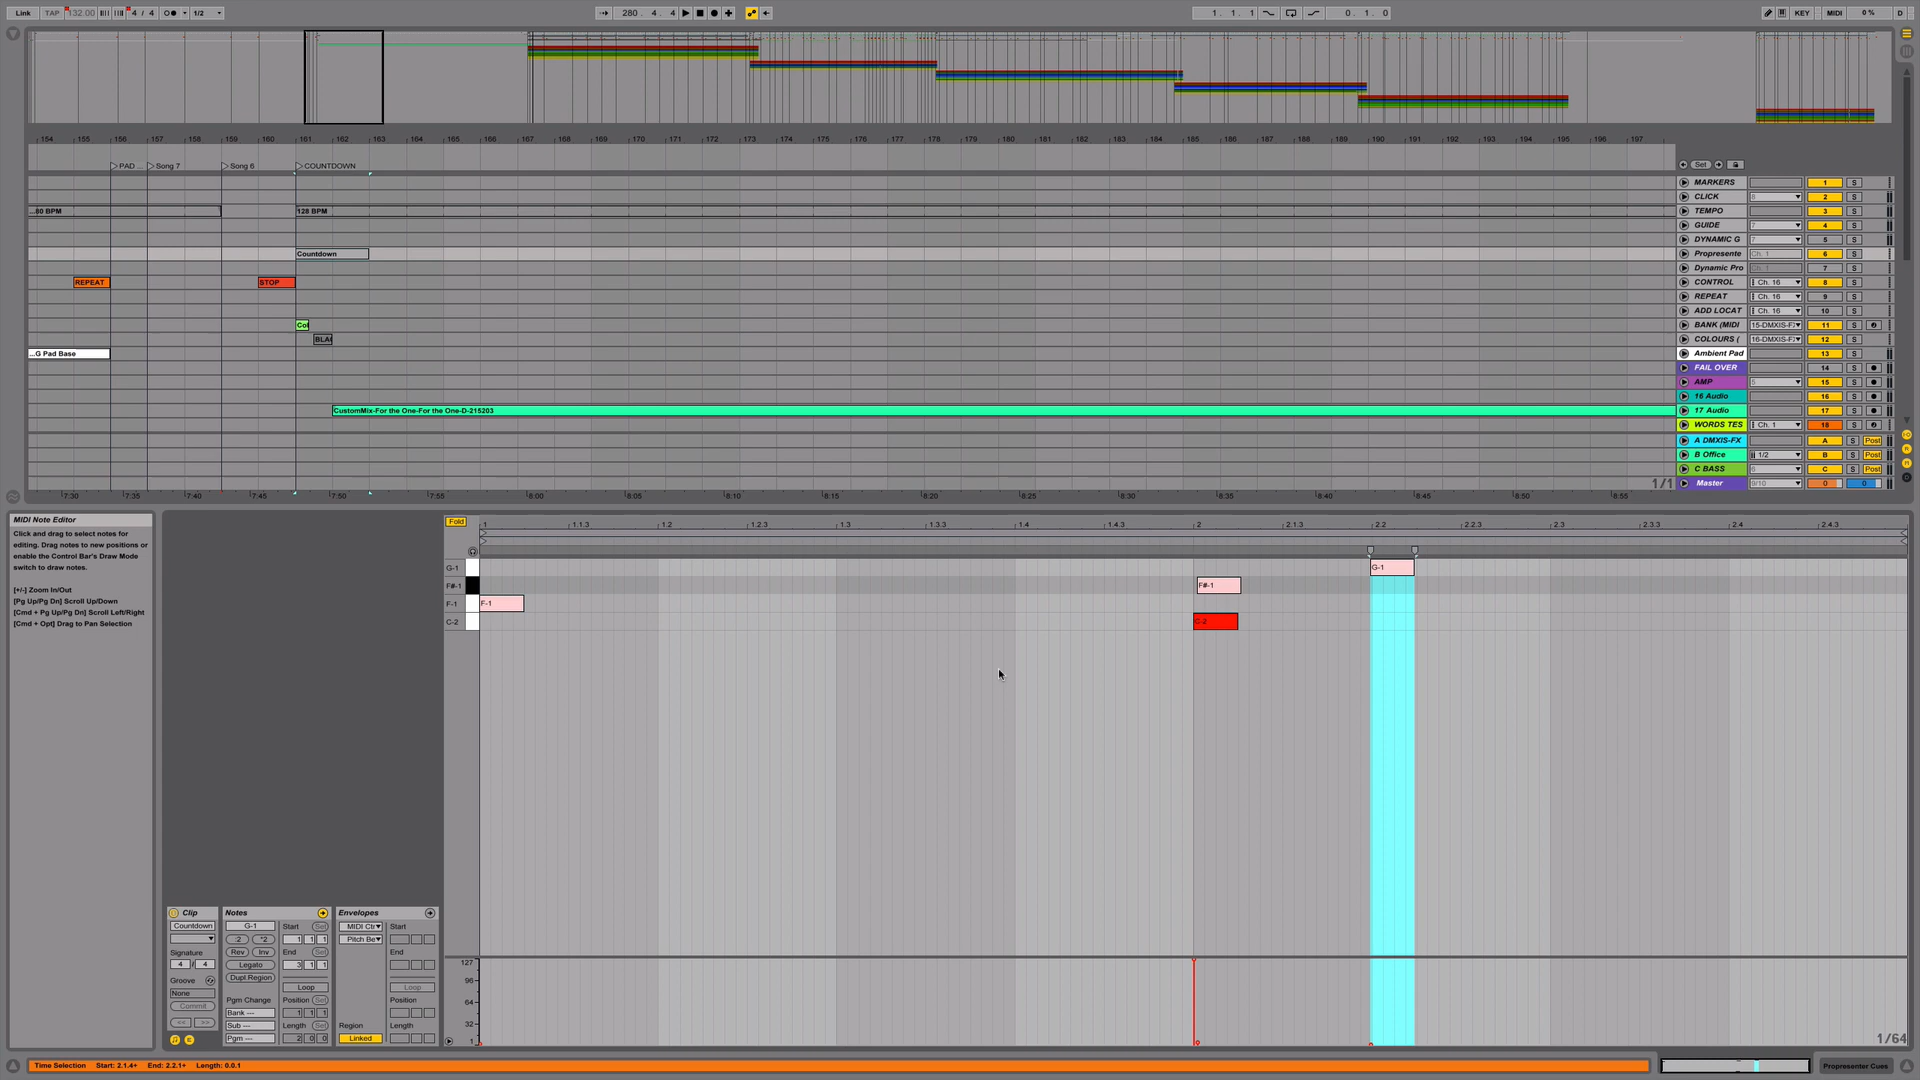 Link TAP 132.00 4 / 4 1/2 280 . 4 . 4 1 . 1 . 1 0 . 1 . 0 KEY MIDI 0 % D
154 155 156 157 158 159 160 161 162 163 164 165 166 167 168 169 170 171 172 173 174 175 176 177 178 179 180 181 182 183 184 185 186 187 188 189 190 191 192 193 194 195 196 197
PAD ... Song 7 Song 6 COUNTDOWN Set
MARKERS 1 S
CLICK 8 2 S
...80 BPM 128 BPM TEMPO 3 S
GUIDE 7 4 S
DYNAMIC G 7 5 S
Countdown Propresente Ch. 1 6 S
Dynamic Pro Ch. 1 7 S
REPEAT STOP CONTROL Ch. 16 8 S
REPEAT Ch. 16 9 S
ADD LOCAT Ch. 16 10 S
BANK (MIDI 15-DMXIS-F 11 S
COLOURS ( 16-DMXIS-F 12 S
...G Pad Base Ambient Pad 13 S
FAIL OVER 14 S
AMP 5 15 S
16 Audio 16 S
CustomMix-For the One-For the One-D-215203 17 Audio 17 S
WORDS TES Ch. 1 18 S
A DMXIS-FX A S Post
B Office 1/2 B S Post
C BASS 6 C S Post
1/1 Master 9/10 0 0
7:30 7:35 7:40 7:45 7:50 7:55 8:00 8:05 8:10 8:15 8:20 8:25 8:30 8:35 8:40 8:45 8:50 8:55
MIDI Note Editor
Click and drag to select notes for
editing. Drag notes to new positions or
enable the Control Bar's Draw Mode
switch to draw notes.
[+/-] Zoom In/Out
[Pg Up/Pg Dn] Scroll Up/Down
[Cmd + Pg Up/Pg Dn] Scroll Left/Right
[Cmd + Opt] Drag to Pan Selection
Fold 1 1.1.3 1.2 1.2.3 1.3 1.3.3 1.4 1.4.3 2 2.1.3 2.2 2.2.3 2.3 2.3.3 2.4 2.4.3
G-1 G-1
F#-1 F#-1
F-1 F-1
C-2 C-2
Clip Notes Envelopes
Countdown G-1 Start Set MIDI Ctr Start
:2 *2 1 1 1 Pitch Be
Signature Rev Inv End Set End
4 / 4 Legato 3 1 1
Groove Dupl.Region Loop Loop
None Pgm Change Position Set Position
Commit Bank --- 1 1 1
<< >> Sub --- Length Set Region Length
Pgm --- 2 0 0 Linked
127
96
64
32
1
1/64
Time Selection Start: 2.1.4+ End: 2.2.1+ Length: 0.0.1 Propresenter Cues